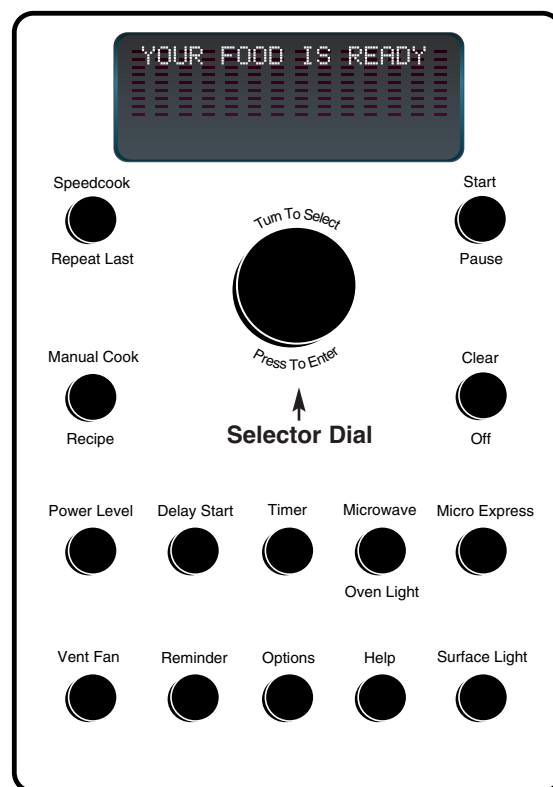 YOUR FOOD IS READY
Speedcook
Start
Turn To Select
Repeat Last
Pause
Manual Cook
Press To Enter
Clear
Recipe
Selector Dial
Off
Power Level
Delay Start
Timer
Microwave
Micro Express
Oven Light
Vent Fan
Reminder
Options
Help
Surface Light